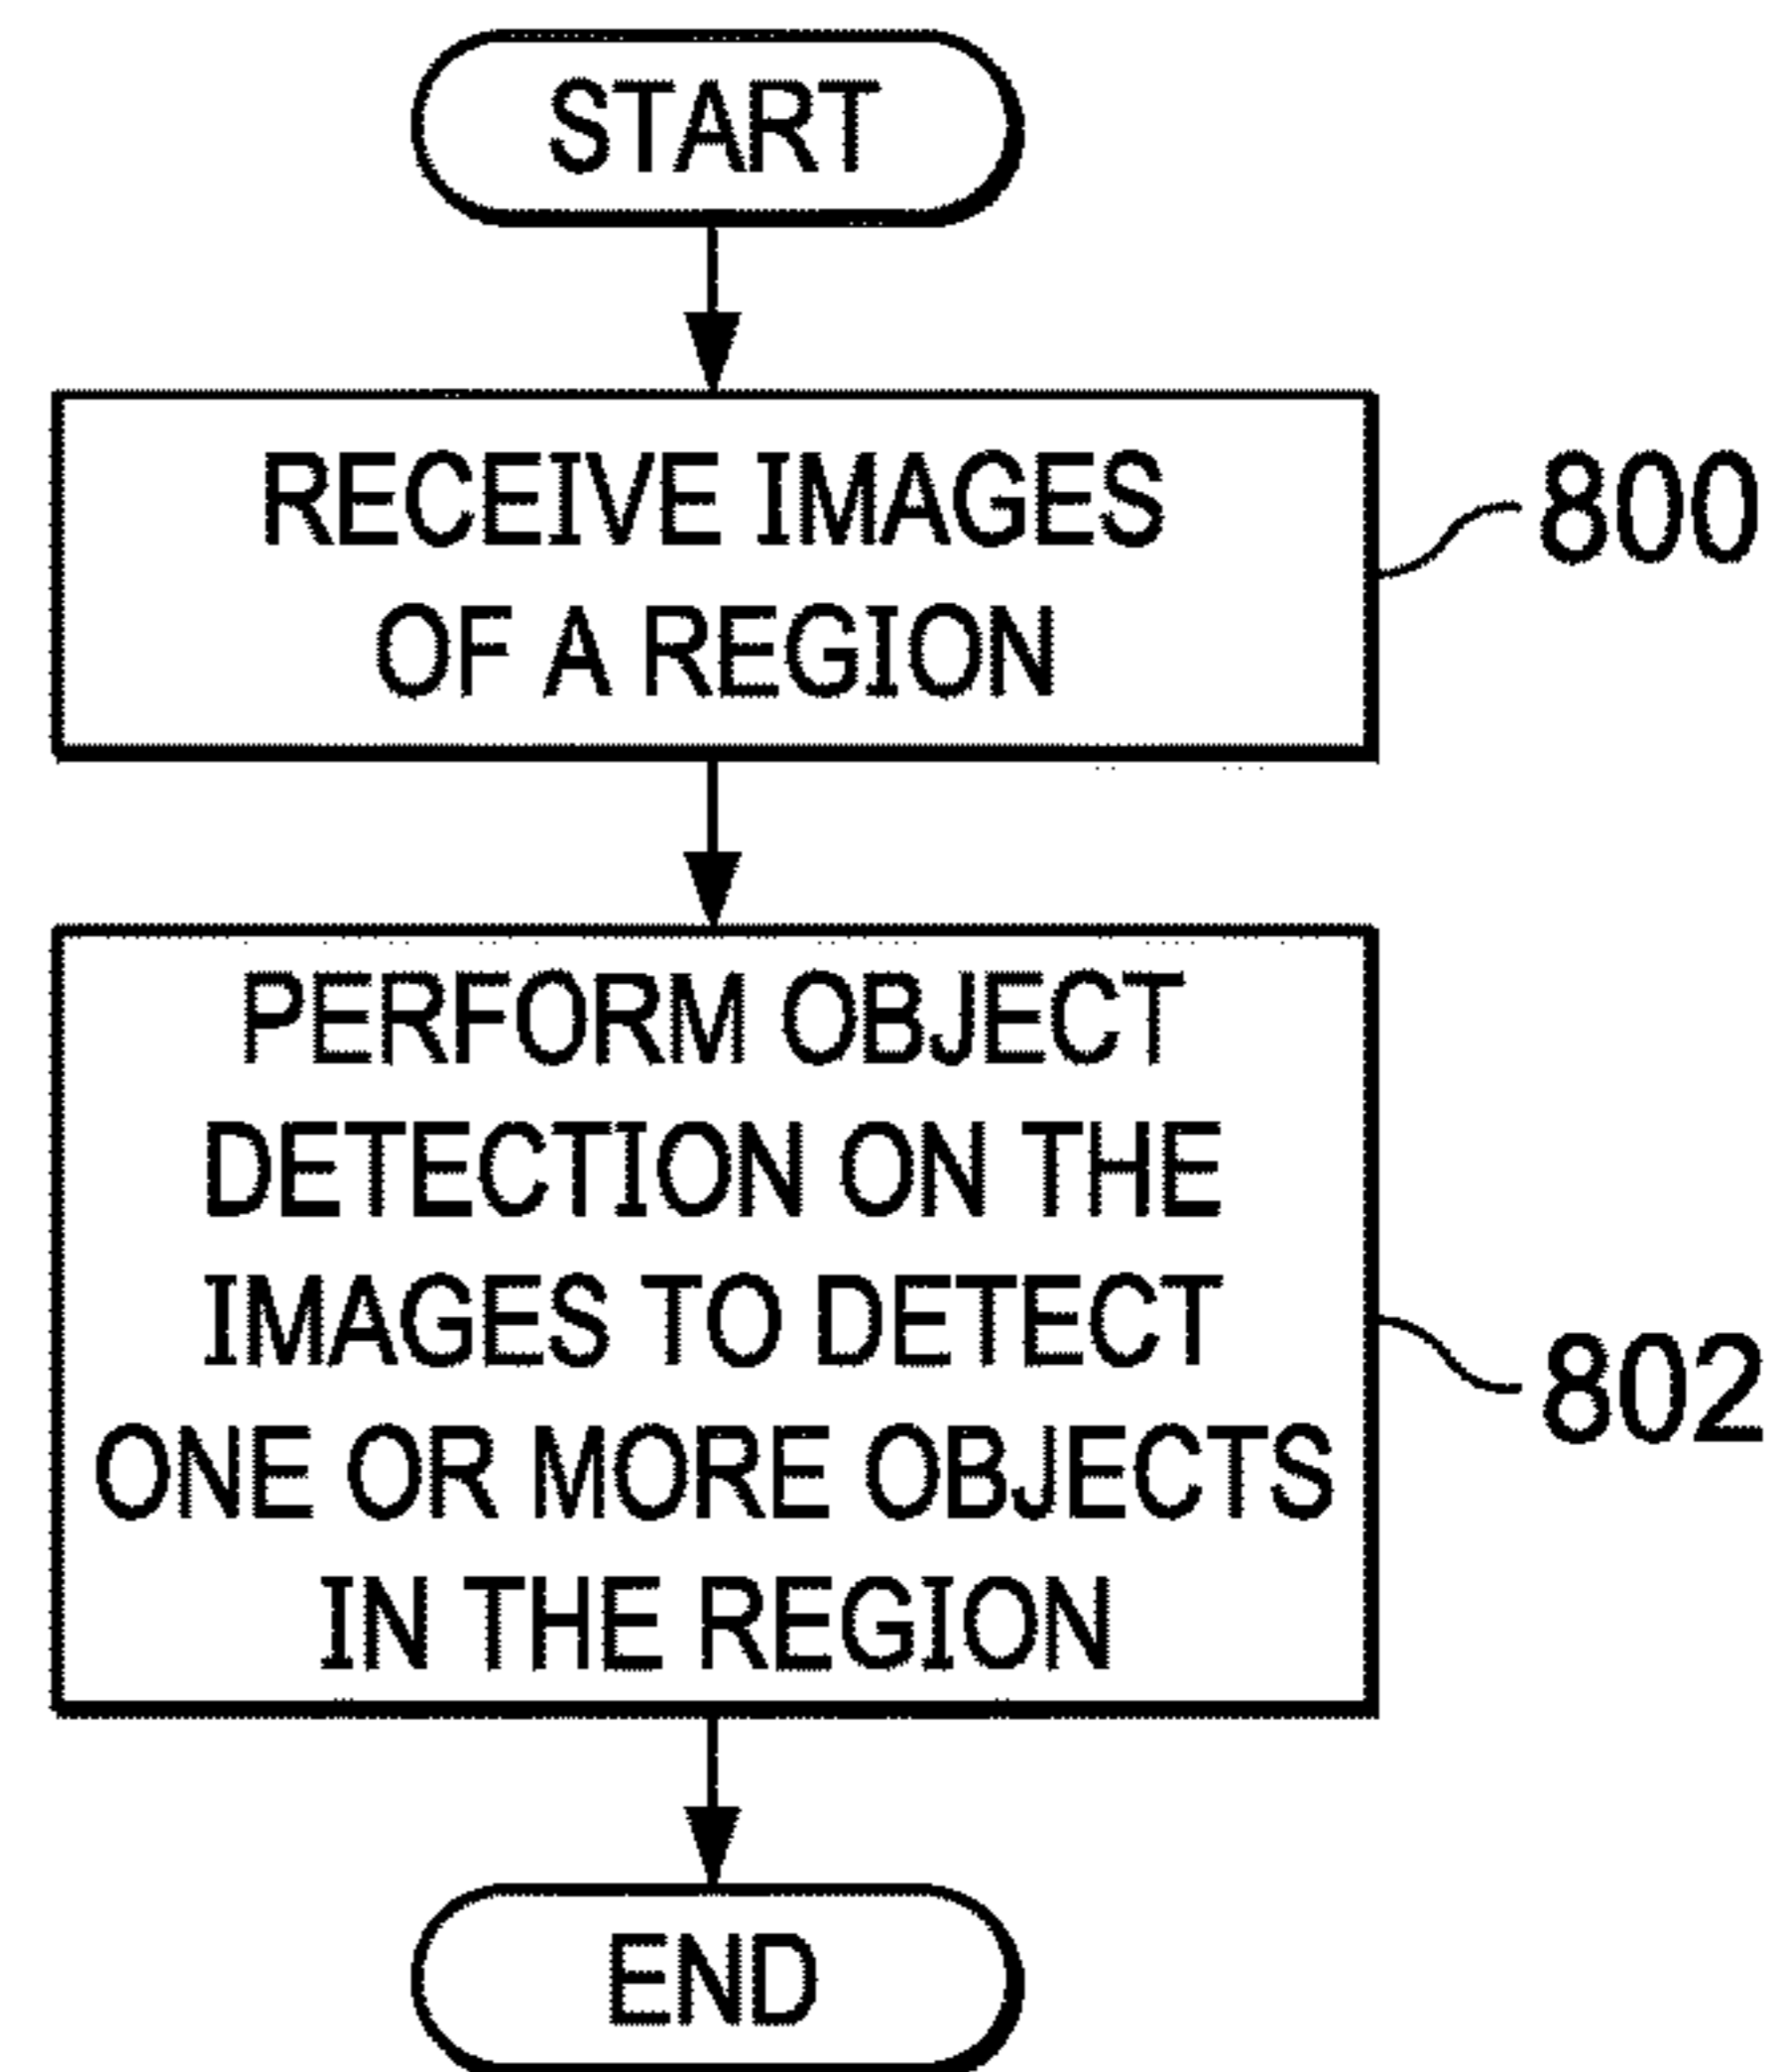 START
RECEIVE IMAGES
OF A REGION
800
PERFORM OBJECT
DETECTION ON THE
IMAGES TO DETECT
ONE OR MORE OBJECTS
IN THE REGION
802
END